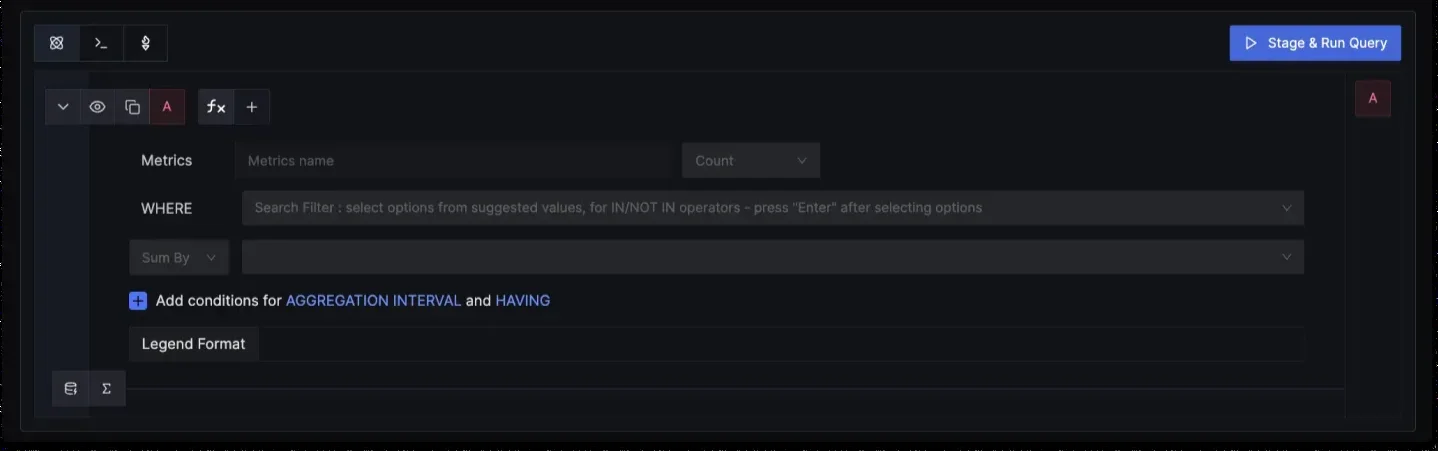 >_ Stage & Run Query
A ƒx + A
Metrics Metrics name Count
WHERE Search Filter : select options from suggested values, for IN/NOT IN operators - press "Enter" after selecting options
Sum By
+ Add conditions for AGGREGATION INTERVAL and HAVING
Legend Format
Σ